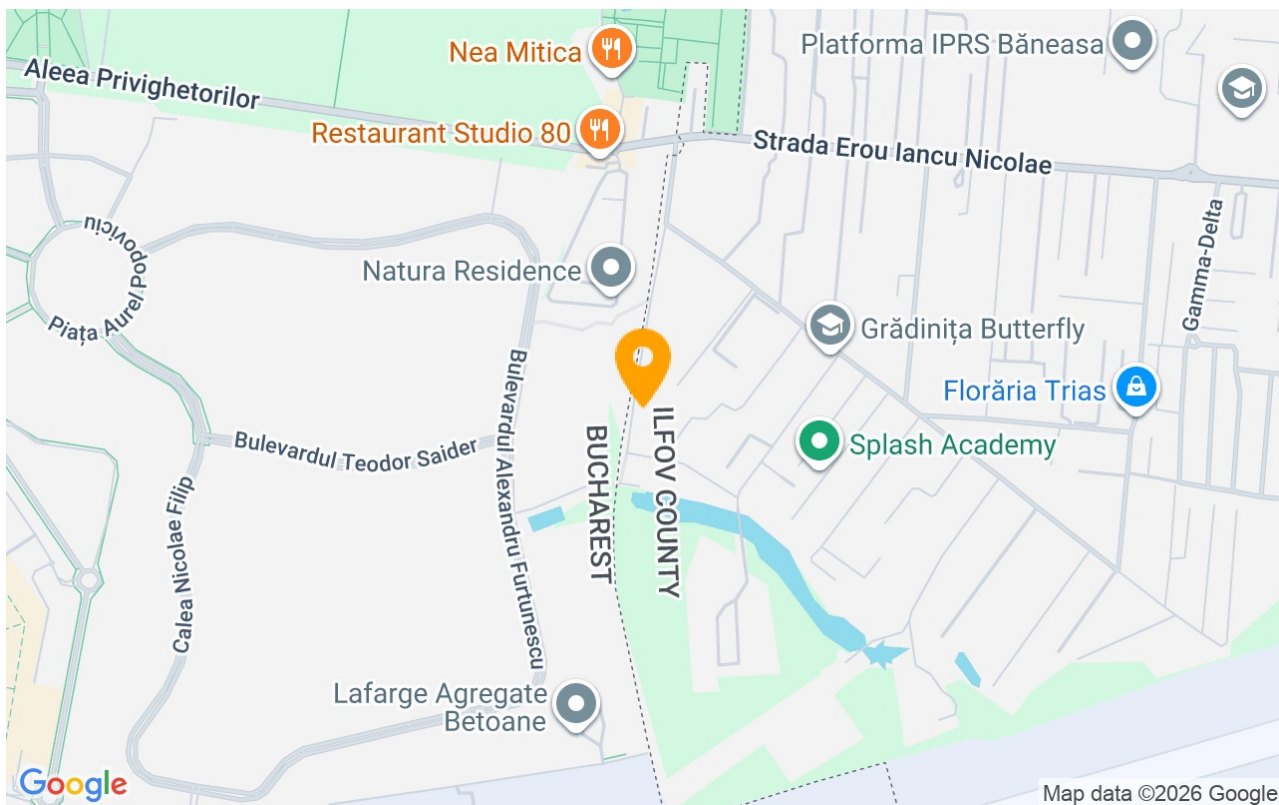 Nea Mitica
Platforma IPRS Băneasa
Aleea Privighetorilor
Restaurant Studio 80
Strada Erou Iancu Nicolae
Piața Aurel Popoviciu
Natura Residence
Gamma-Delta
Grădinița Butterfly
Bulevardul Alexandru Furtunescu
Florăria Trias
ILFOV COUNTY
BUCHAREST
Bulevardul Teodor Saider
Splash Academy
Calea Nicolae Filip
Lafarge Agregate
Betoane
Google
Map data ©2026 Google